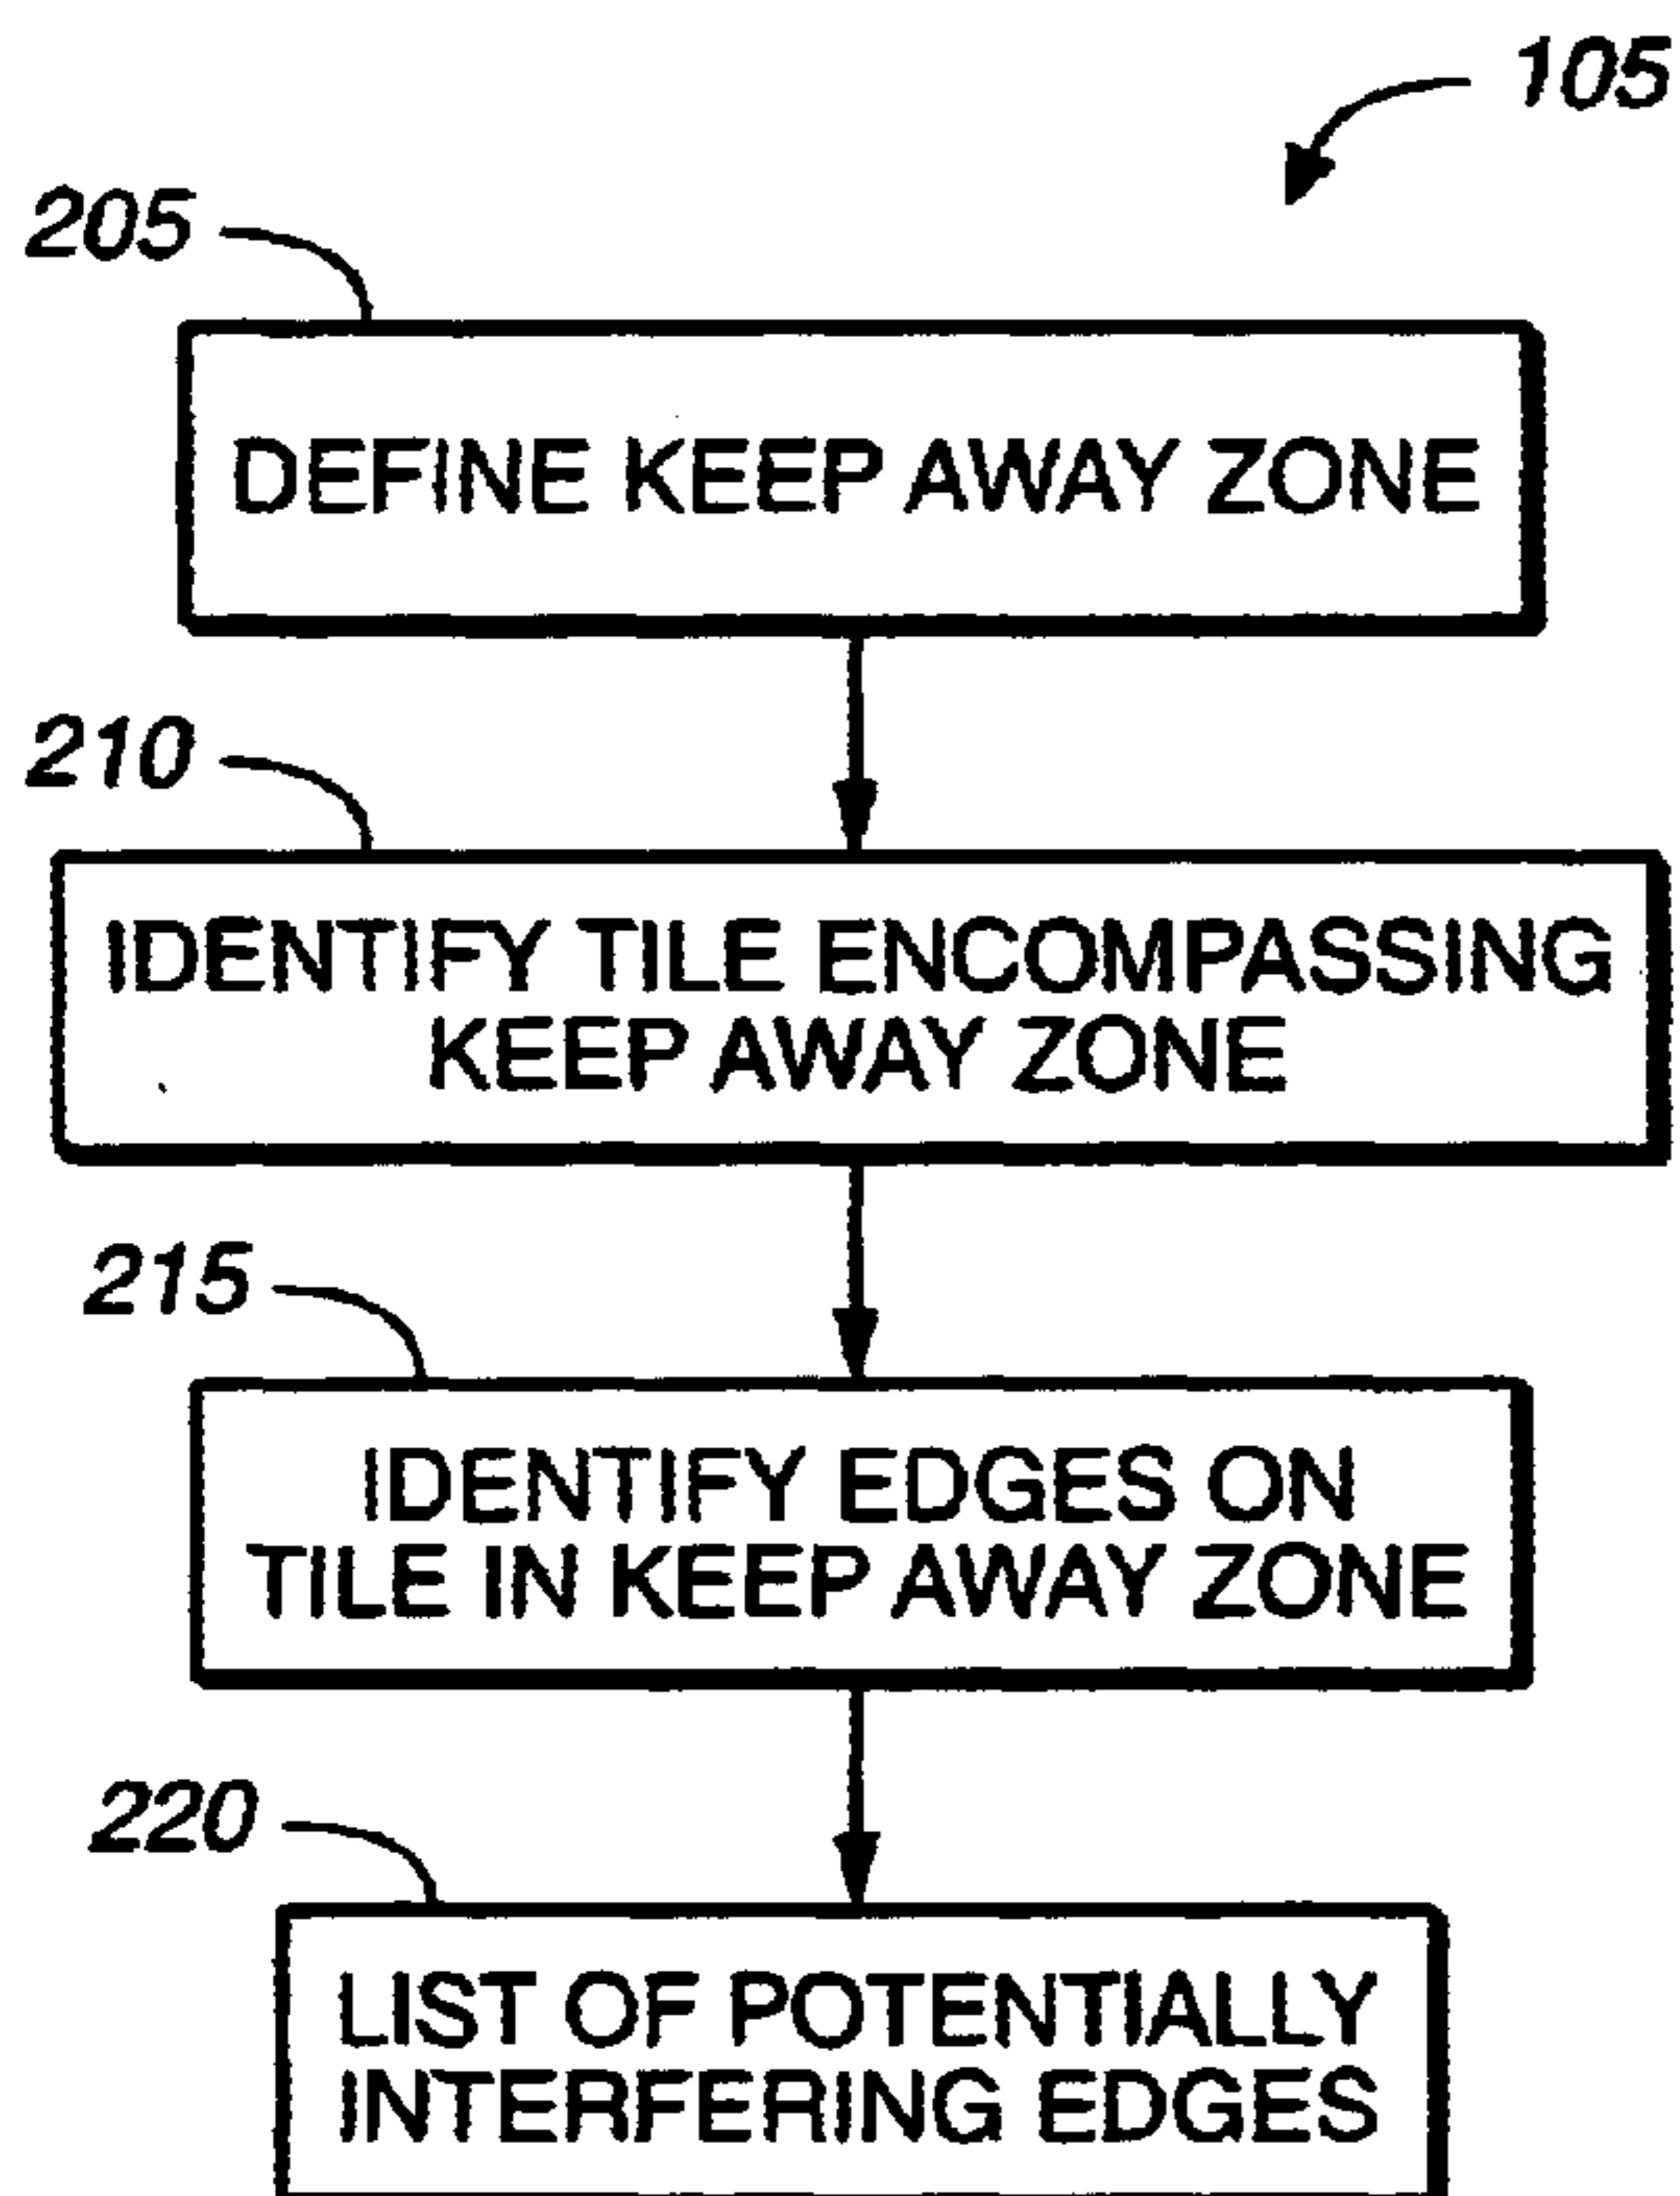 105
205
DEFINE KEEP AWAY ZONE
210
IDENTIFY TILE ENCOMPASSING
KEEP AWAY ZONE
215
IDENTIFY EDGES ON
TILE IN KEEP AWAY ZONE
220
LIST OF POTENTIALLY
INTERFERING EDGES